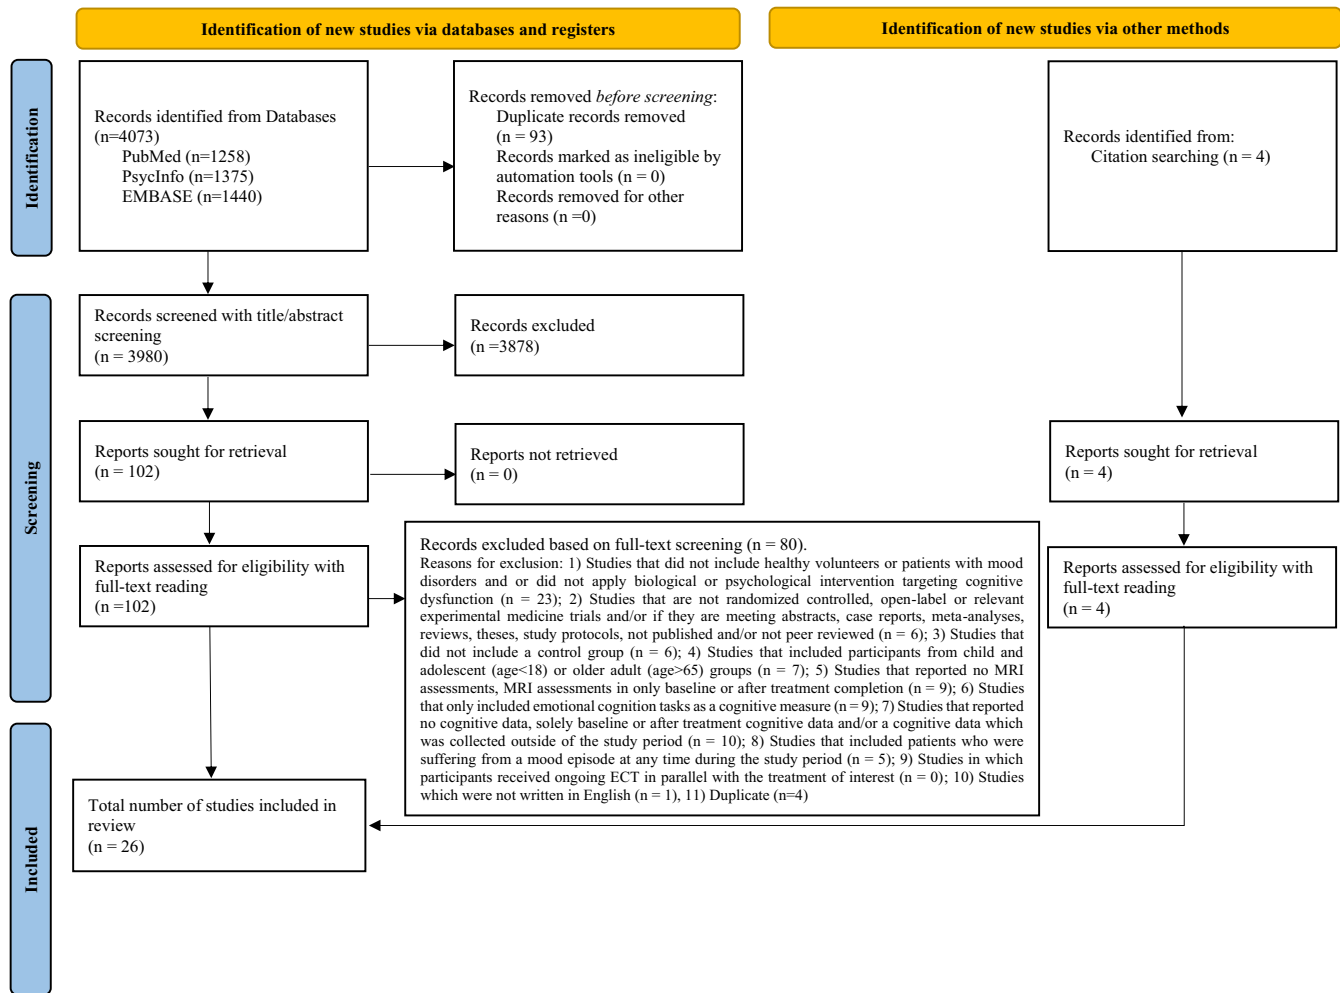 Identification of new studies via databases and registers
Identification of new studies via other methods
Identification
Records identified from Databases
(n=4073)
PubMed (n=1258)
PsycInfo (n=1375)
EMBASE (n=1440)
Records removed before screening:
Duplicate records removed
(n = 93)
Records marked as ineligible by
automation tools (n = 0)
Records removed for other
reasons (n =0)
Records identified from:
Citation searching (n = 4)
Screening
Records screened with title/abstract
screening
(n = 3980)
Records excluded
(n =3878)
Reports sought for retrieval
(n = 102)
Reports not retrieved
(n = 0)
Reports sought for retrieval
(n = 4)
Reports assessed for eligibility with
full-text reading
(n =102)
Records excluded based on full-text screening (n = 80).
Reasons for exclusion: 1) Studies that did not include healthy volunteers or patients with mood
disorders and or did not apply biological or psychological intervention targeting cognitive
dysfunction (n = 23); 2) Studies that are not randomized controlled, open-label or relevant
experimental medicine trials and/or if they are meeting abstracts, case reports, meta-analyses,
reviews, theses, study protocols, not published and/or not peer reviewed (n = 6); 3) Studies that
did not include a control group (n = 6); 4) Studies that included participants from child and
adolescent (age<18) or older adult (age>65) groups (n = 7); 5) Studies that reported no MRI
assessments, MRI assessments in only baseline or after treatment completion (n = 9); 6) Studies
that only included emotional cognition tasks as a cognitive measure (n = 9); 7) Studies that reported
no cognitive data, solely baseline or after treatment cognitive data and/or a cognitive data which
was collected outside of the study period (n = 10); 8) Studies that included patients who were
suffering from a mood episode at any time during the study period (n = 5); 9) Studies in which
participants received ongoing ECT in parallel with the treatment of interest (n = 0); 10) Studies
which were not written in English (n = 1), 11) Duplicate (n=4)
Reports assessed for eligibility with
full-text reading
(n = 4)
Included
Total number of studies included in
review
(n = 26)